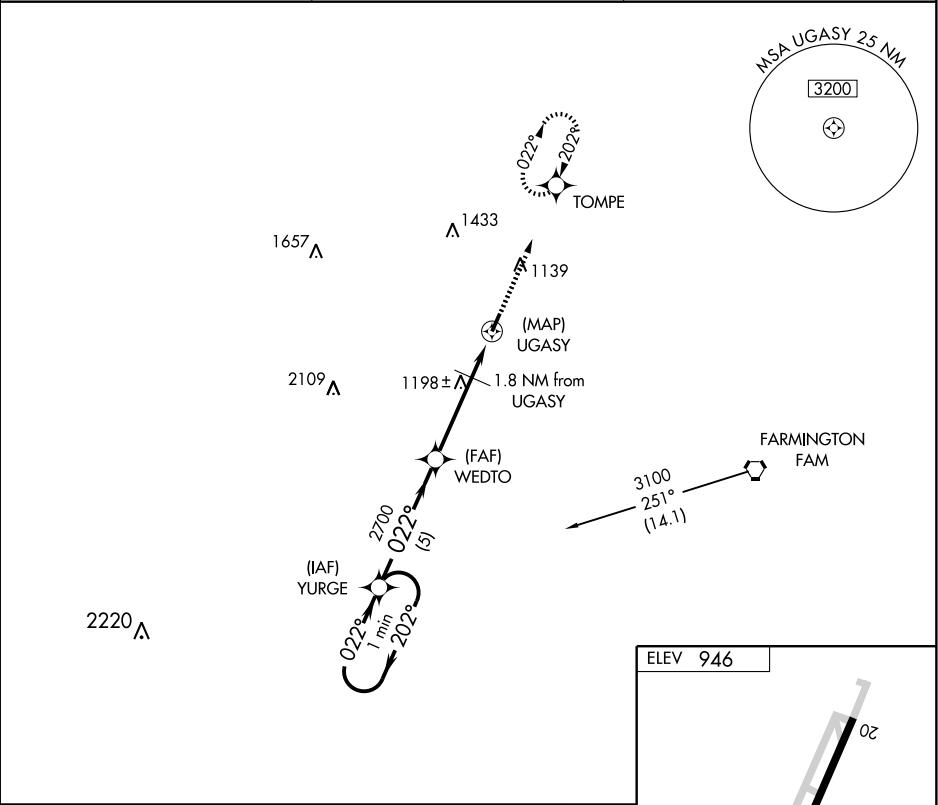 MSA UGASY 25 NM
3200
022°
202°
TOMPE
1433
1657
1139
(MAP)
UGASY
2109
1198 ±
1.8 NM from
UGASY
(FAF)
WEDTO
FARMINGTON
FAM
3100
251°
(14.1)
2700
022°
(5)
(IAF)
YURGE
022°
1 min
202°
2220
ELEV 946
20